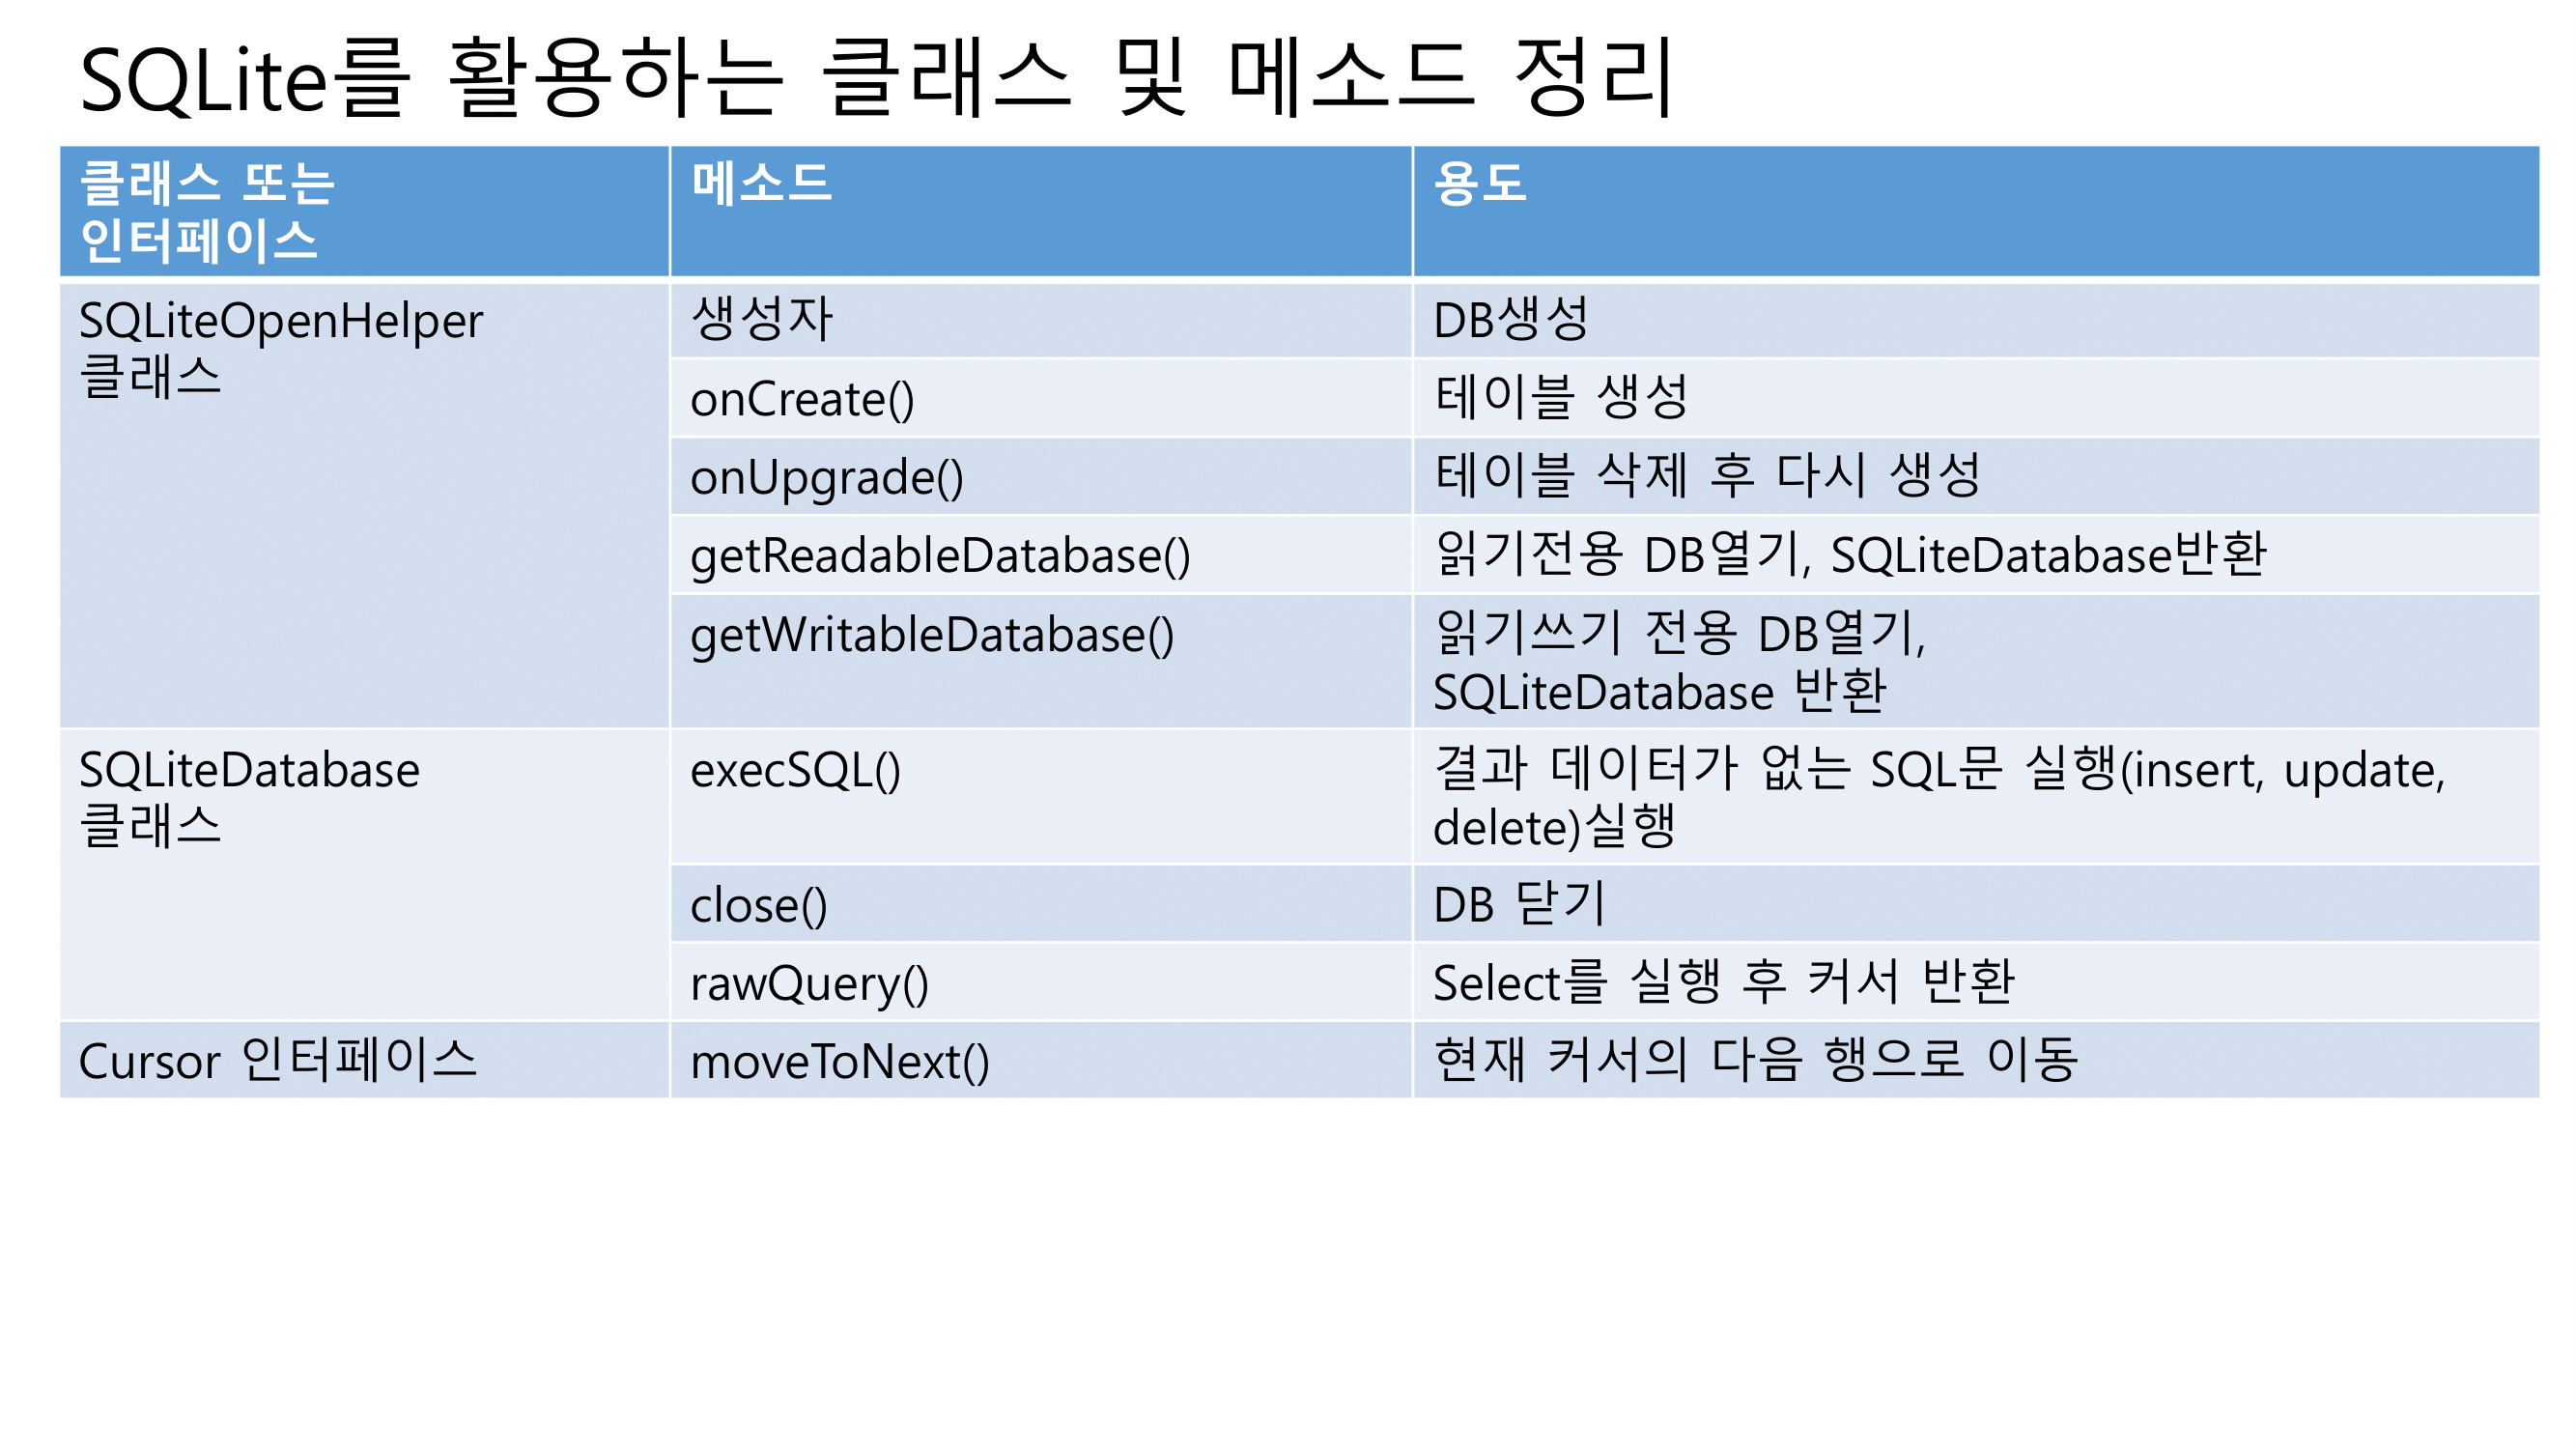 SQLite를 활용하는 클래스 및 메소드 정리
클래스 또는
인터페이스
메소드
용도
SQLiteOpenHelper
클래스
생성자
DB생성
onCreate()
테이블 생성
onUpgrade()
테이블 삭제 후 다시 생성
getReadableDatabase()
읽기전용 DB열기, SQLiteDatabase반환
getWritableDatabase()
읽기쓰기 전용 DB열기,
SQLiteDatabase 반환
SQLiteDatabase
클래스
execSQL()
결과 데이터가 없는 SQL문 실행(insert, update,
delete)실행
close()
DB 닫기
rawQuery()
Select를 실행 후 커서 반환
Cursor 인터페이스
moveToNext()
현재 커서의 다음 행으로 이동